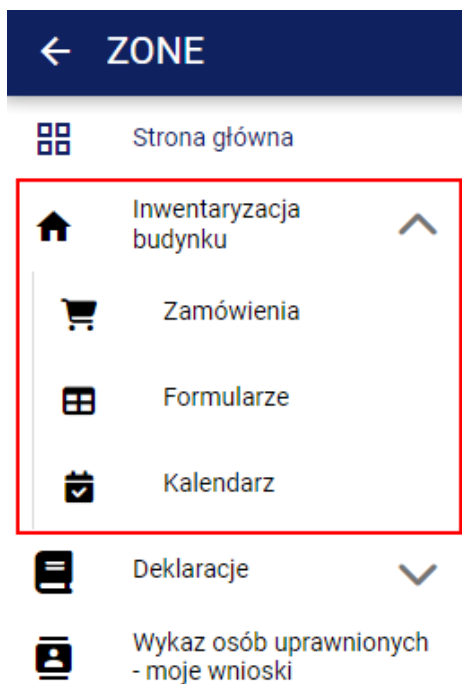 ZONE
Strona główna
Inwentaryzacja
budynku
Zamówienia
Formularze
Kalendarz
Deklaracje
Wykaz osób uprawnionych
- moje wnioski